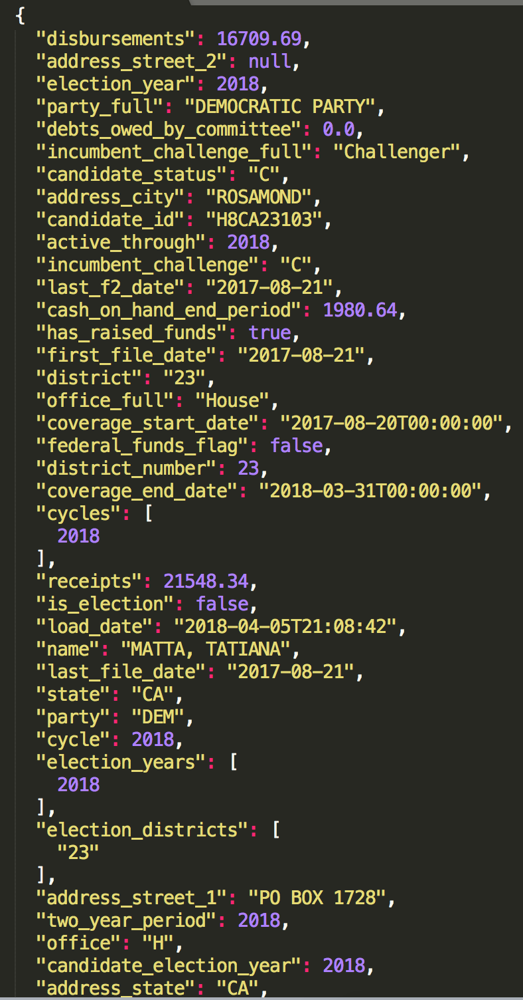 {
"disbursements": 16709.69,
"address_street_2": null,
"election_year": 2018,
"party_full": "DEMOCRATIC PARTY",
"debts_owed_by_committee": 0.0,
"incumbent_challenge_full": "Challenger",
"candidate_status": "C",
"address_city": "ROSAMOND",
"candidate_id": "H8CA23103",
"active_through": 2018,
"incumbent_challenge": "C",
"last_f2_date": "2017-08-21",
"cash_on_hand_end_period": 1980.64,
"has_raised_funds": true,
"first_file_date": "2017-08-21",
"district": "23",
"office_full": "House",
"coverage_start_date": "2017-08-20T00:00:00",
"federal_funds_flag": false,
"district_number": 23,
"coverage_end_date": "2018-03-31T00:00:00",
"cycles": [
2018
],
"receipts": 21548.34,
"is_election": false,
"load_date": "2018-04-05T21:08:42",
"name": "MATTA, TATIANA",
"last_file_date": "2017-08-21",
"state": "CA",
"party": "DEM",
"cycle": 2018,
"election_years": [
2018
],
"election_districts": [
"23"
],
"address_street_1": "PO BOX 1728",
"two_year_period": 2018,
"office": "H",
"candidate_election_year": 2018,
"address_state": "CA",